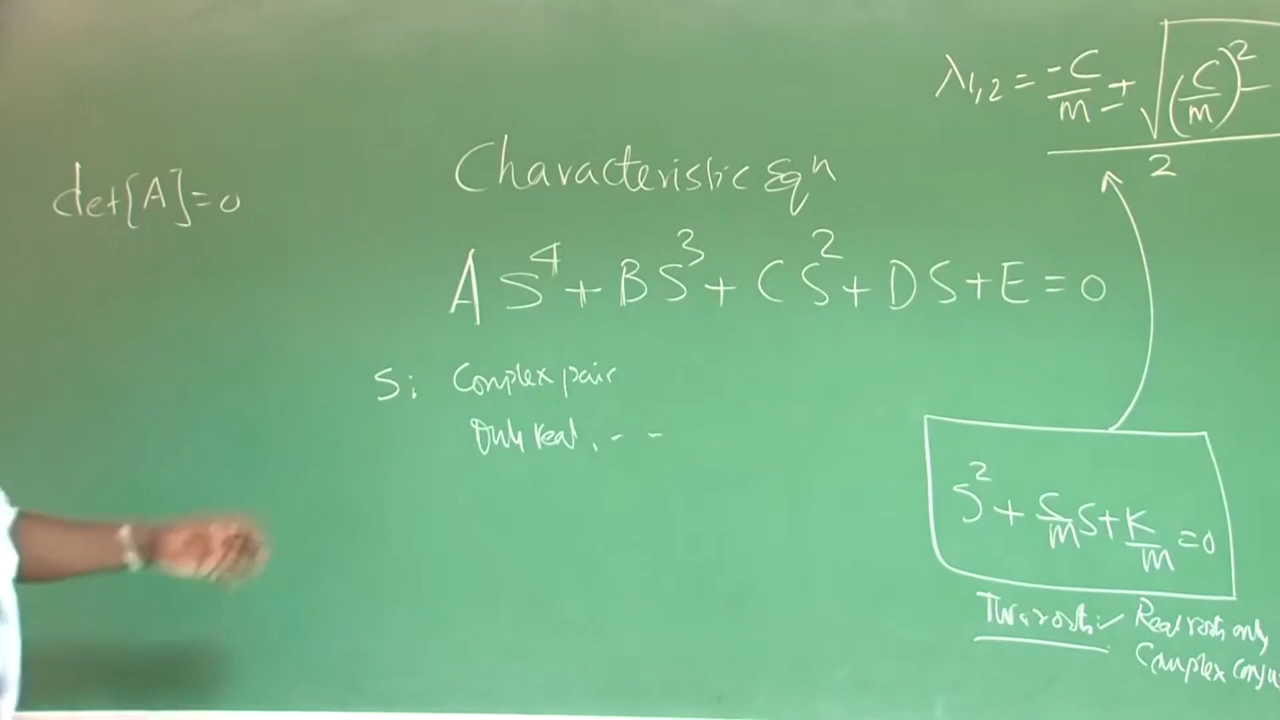 det[A]=0
Characteristic Eqn
AS⁴+BS³+CS²+DS+E=0
S: Complex pair
Only real, - -
λ1,2 = -C/m ± √(C/m)² 
2
S²+C/m S+K/m=0
Two roots:- Real roots only
Complex conju